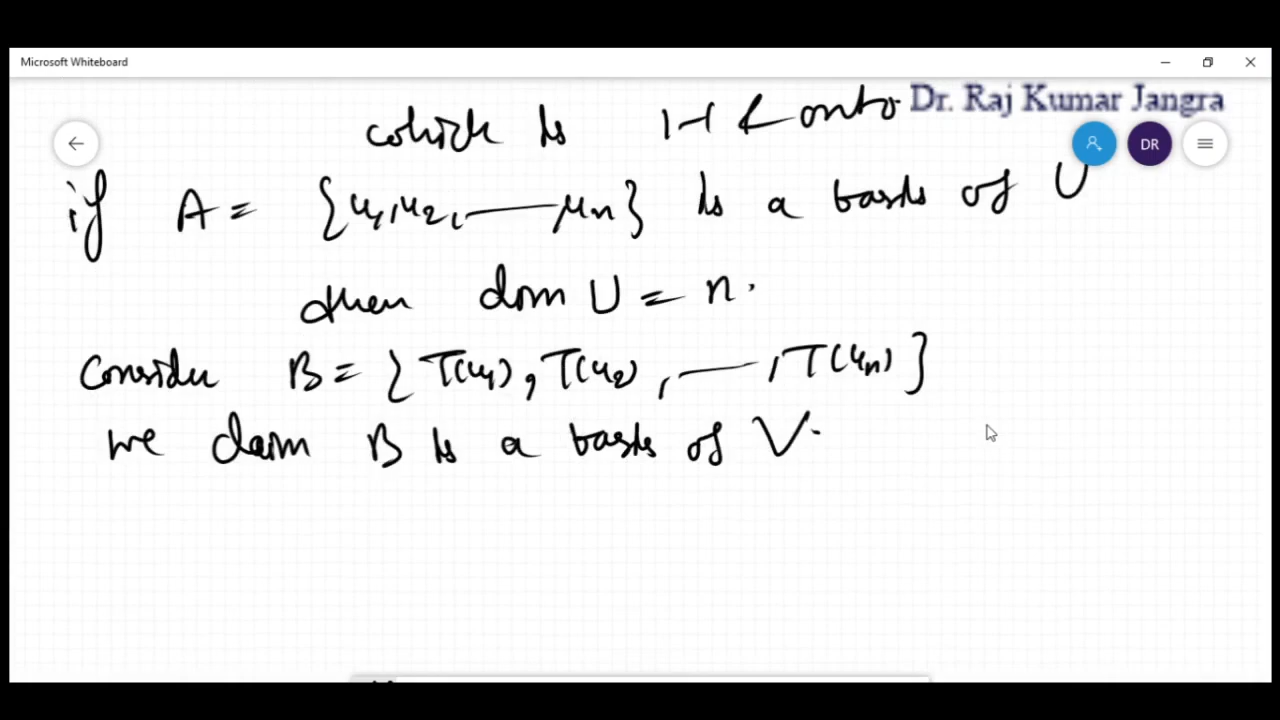 Microsoft Whiteboard
Dr. Raj Kumar Jangra
which is 1-1 & onto
DR
if A = {u1, u2, — un} is a basis of U
then dim U = n.
Consider B = { T(u1), T(u2), —, T(un) }
we claim B is a basis of V.